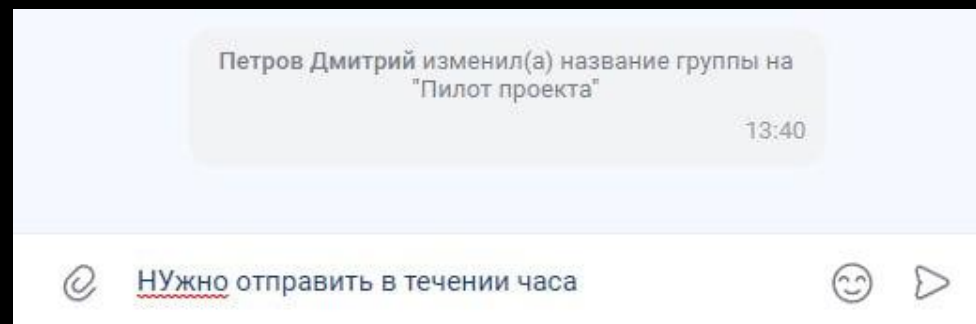 Петров Дмитрий изменил(а) название группы на
"Пилот проекта"
13:40
НУжно отправить в течении часа